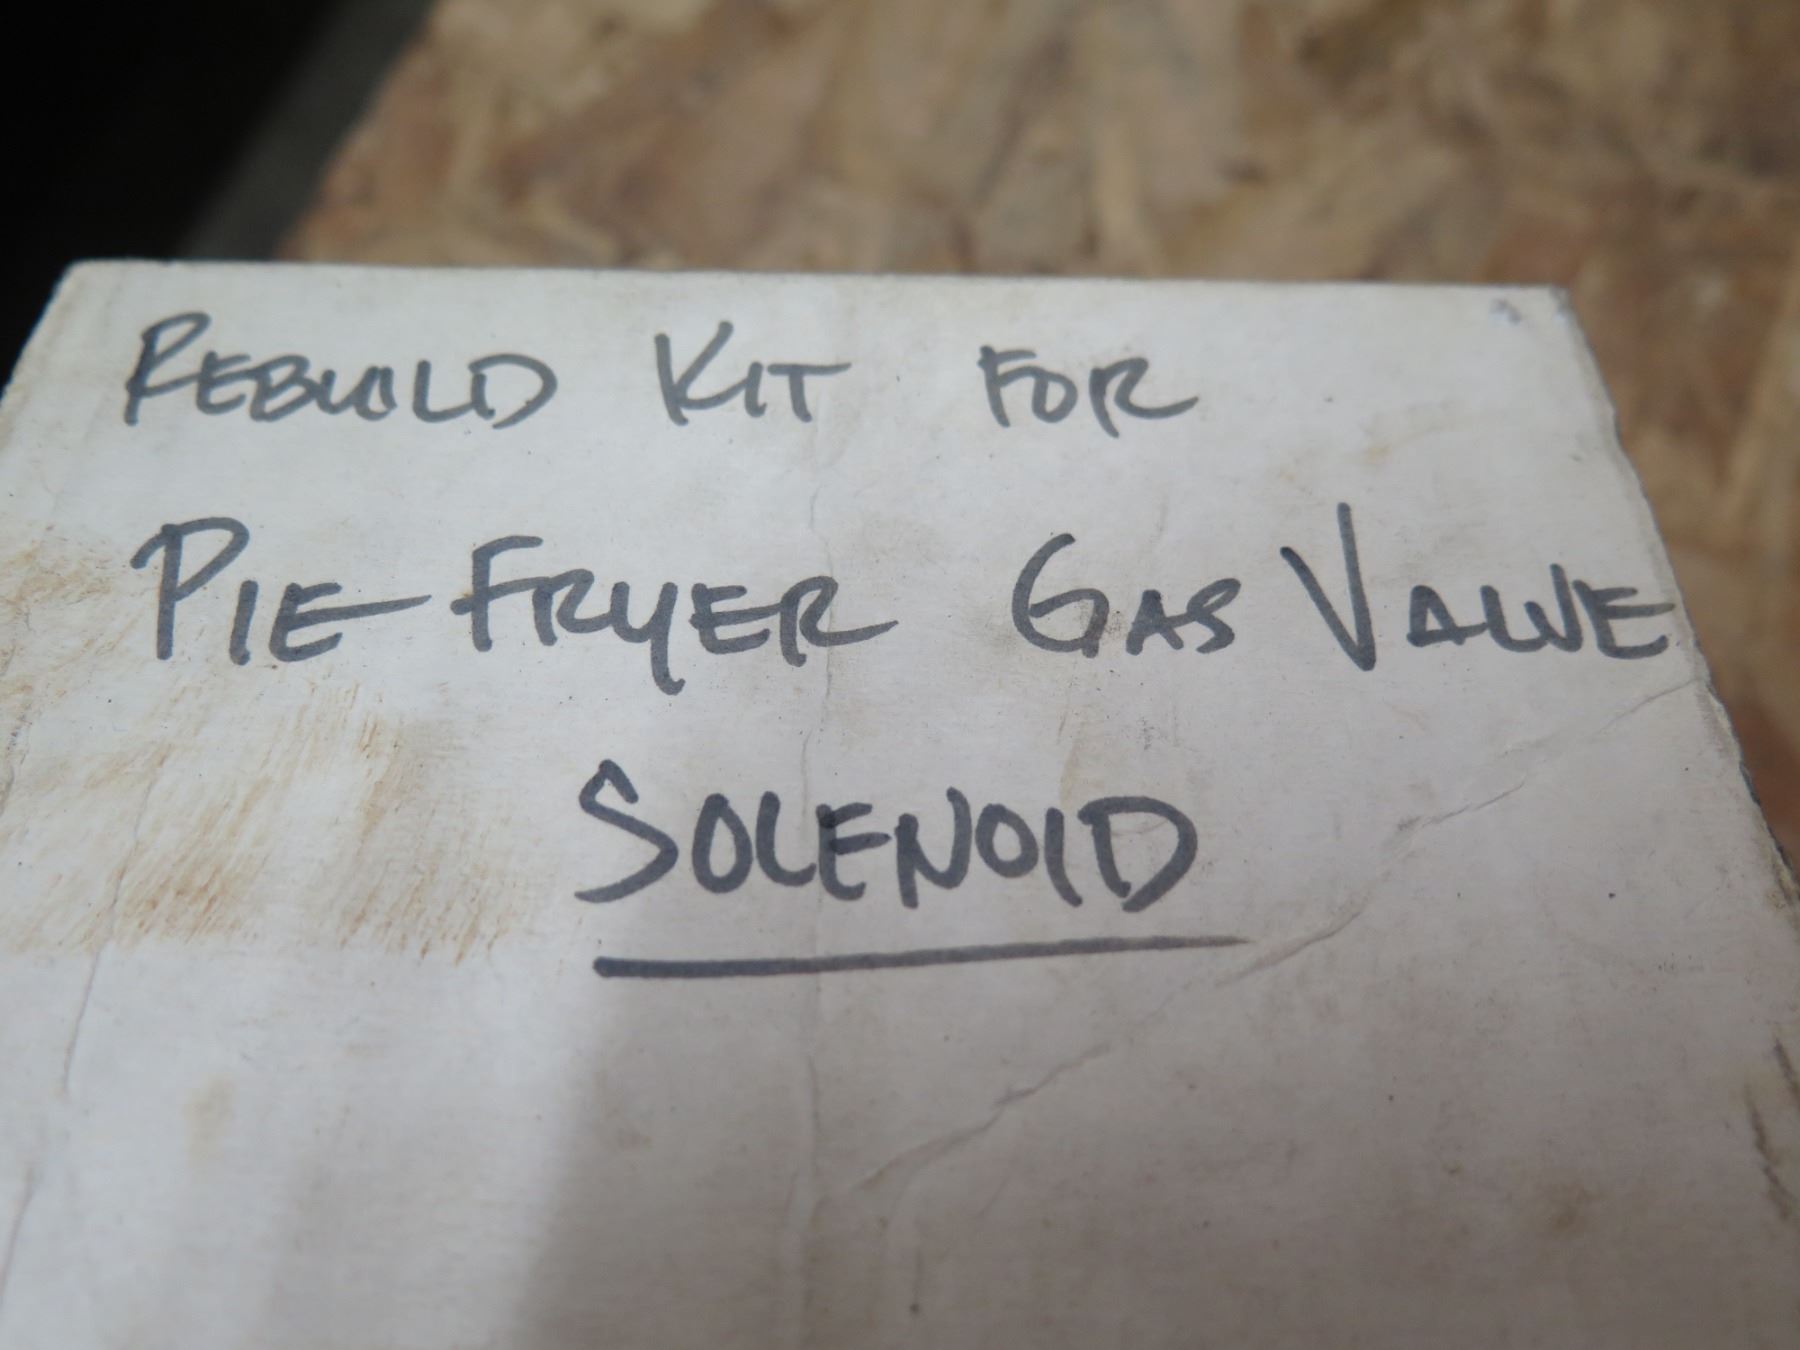 REBUILD KIT FOR
PIE FRYER GAS VALVE
SOLENOID